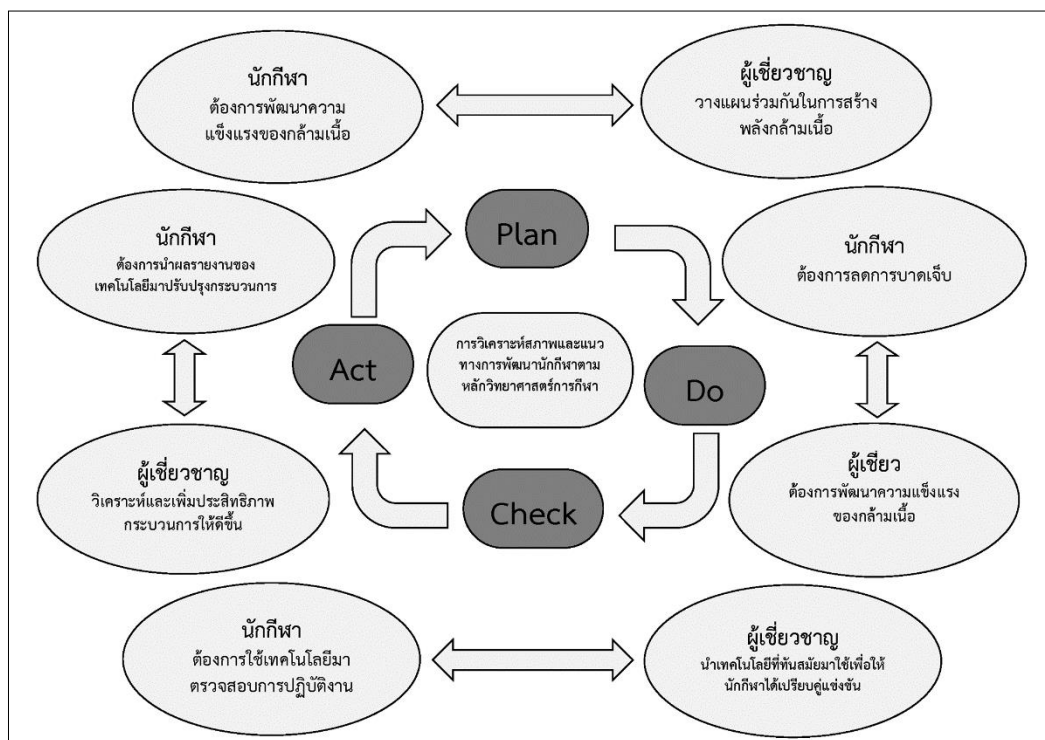 นักกีฬา
ต้องการพัฒนาความ
แข็งแรงของกล้ามเนื้อ
ผู้เชี่ยวชาญ
วางแผนร่วมกันในการสร้าง
พลังกล้ามเนื้อ
นักกีฬา
ต้องการนำผลรายงานของ
เทคโนโลยีมาปรับปรุงกระบวนการ
Plan
นักกีฬา
ต้องการลดการบาดเจ็บ
Act
การวิเคราะห์สภาพและแนว
ทางการพัฒนานักกีฬาตาม
หลักวิทยาศาสตร์การกีฬา
Do
ผู้เชี่ยวชาญ
วิเคราะห์และเพิ่มประสิทธิภาพ
กระบวนการให้ดีขึ้น
Check
ผู้เชี่ยว
ต้องการพัฒนาความแข็งแรง
ของกล้ามเนื้อ
นักกีฬา
ต้องการใช้เทคโนโลยีมา
ตรวจสอบการปฏิบัติงาน
ผู้เชี่ยวชาญ
นำเทคโนโลยีที่ทันสมัยมาใช้เพื่อให้
นักกีฬาได้เปรียบคู่แข่งขัน